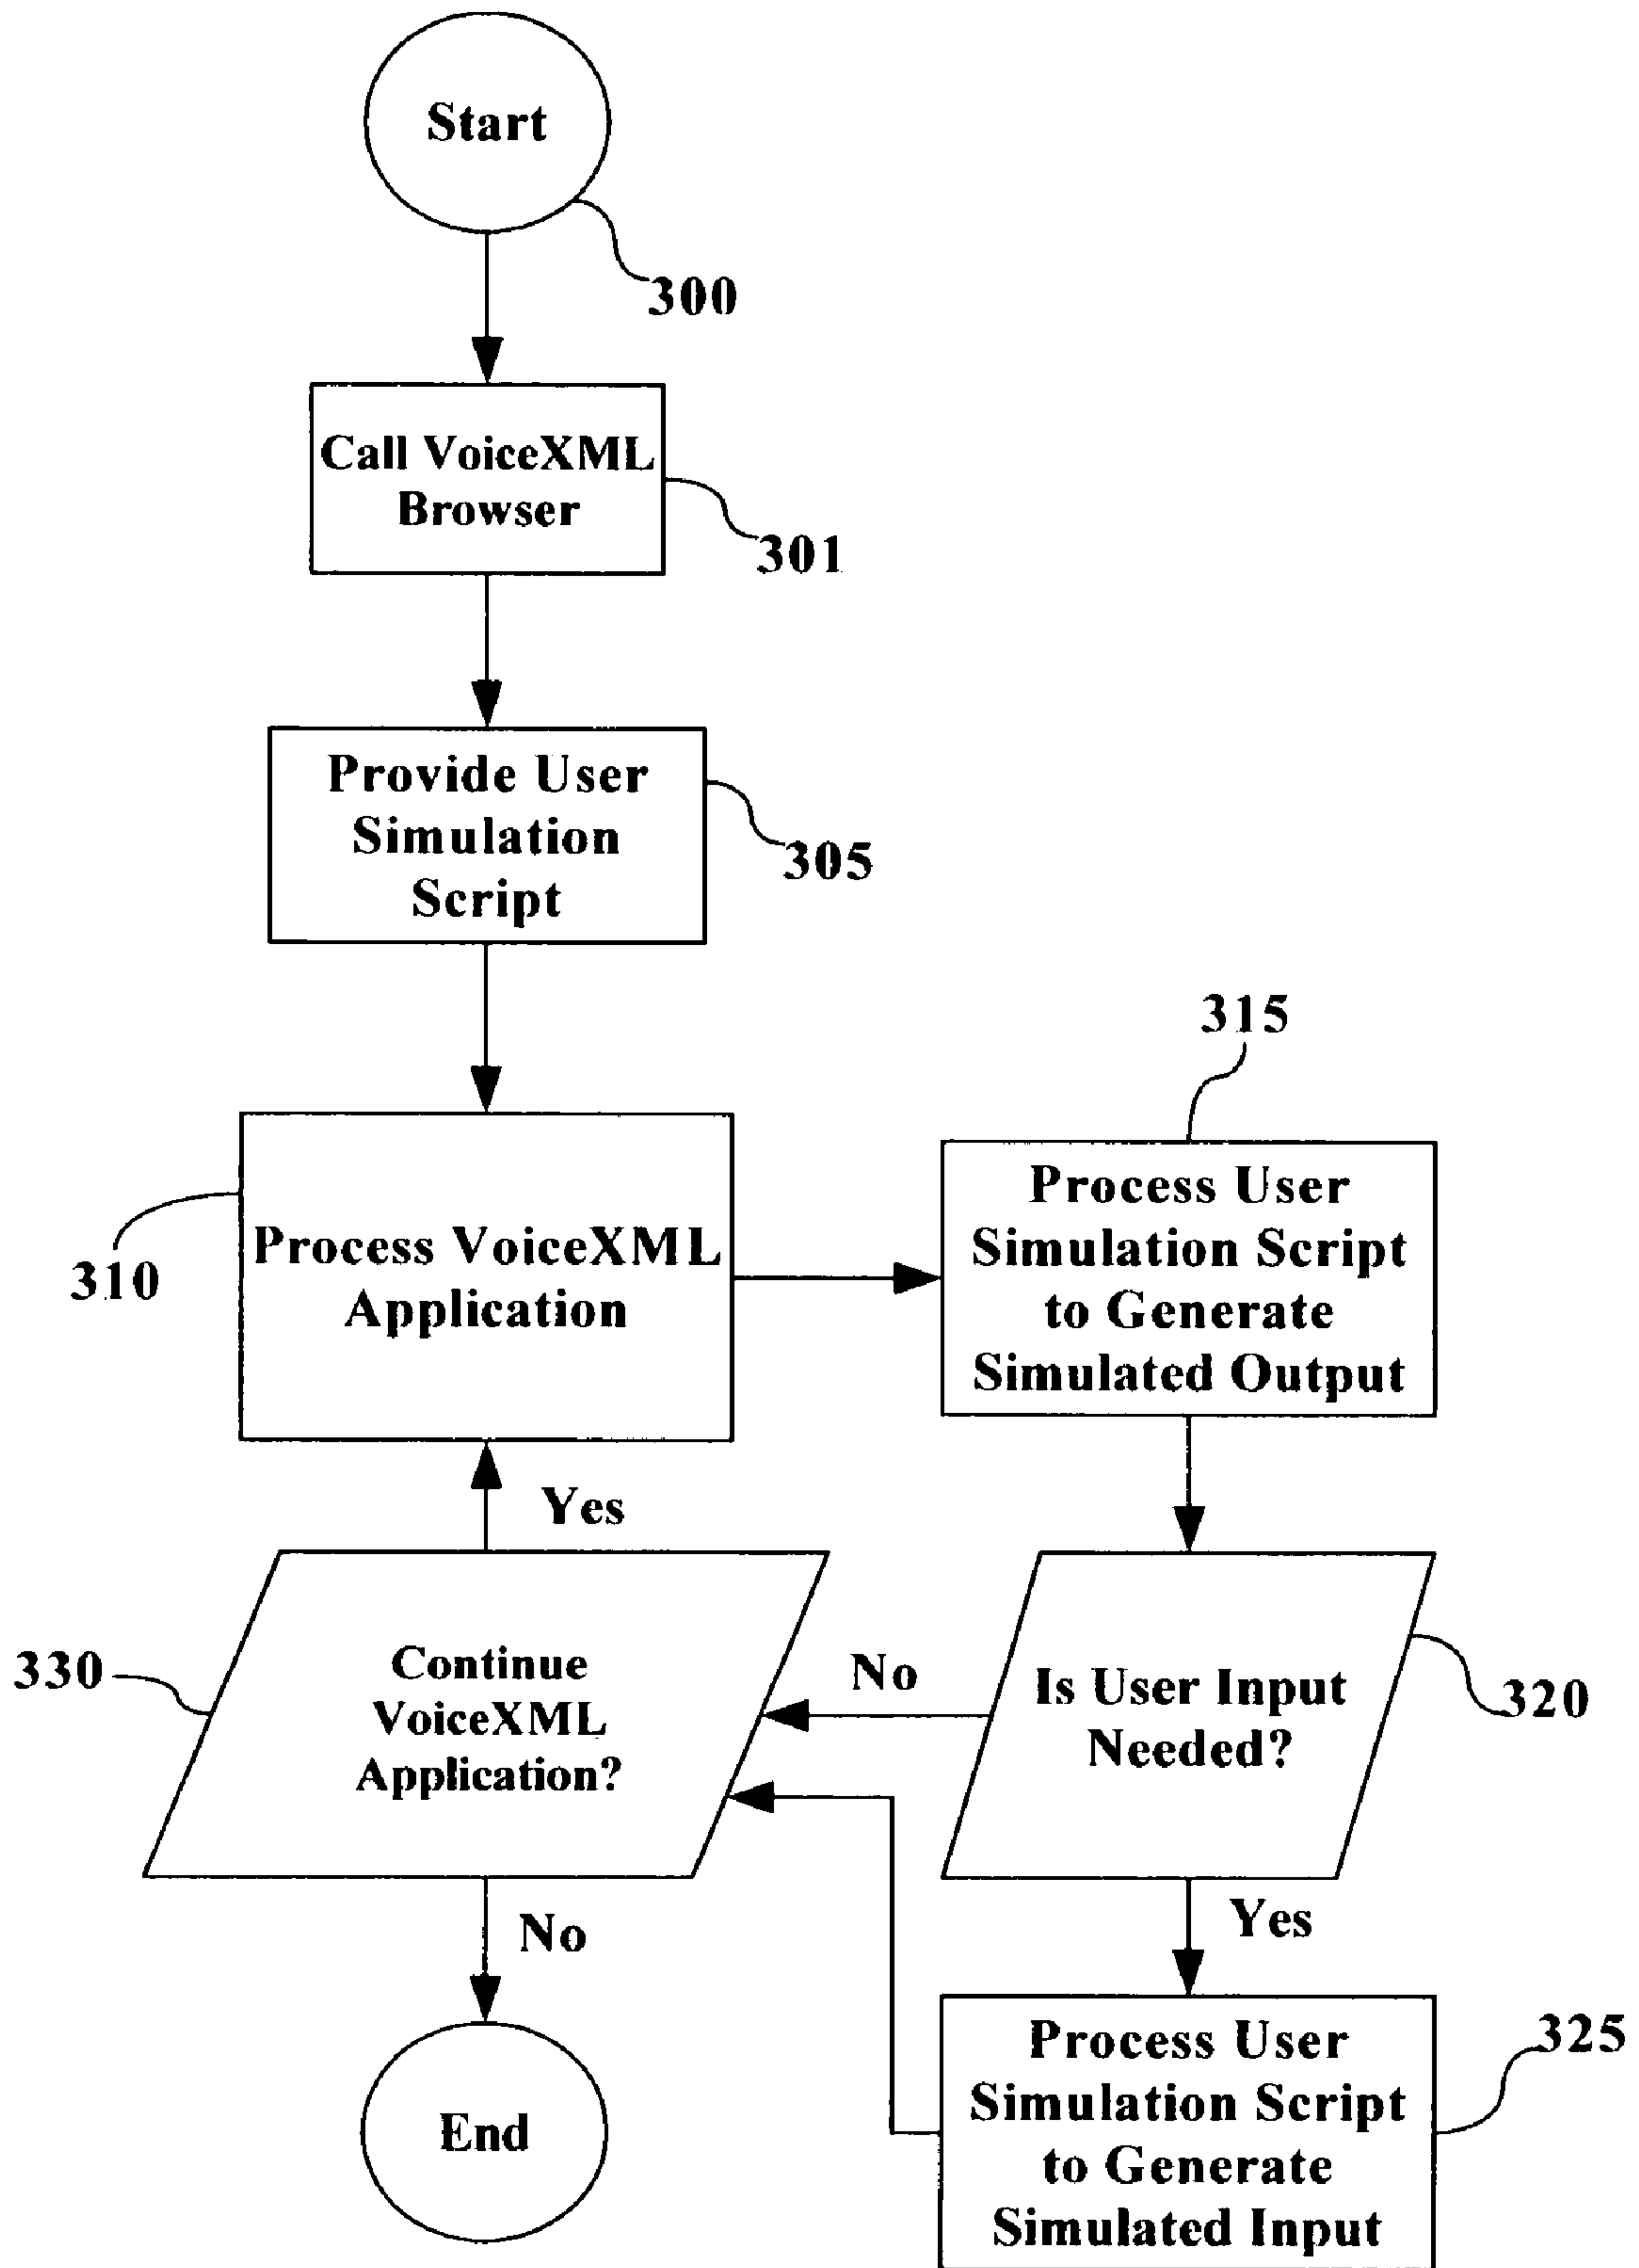 Start
300
Call VoiceXML
Browser
301
Provide User
Simulation
Script
305
315
Process VoiceXML
Application
310
Process User
Simulation Script
to Generate
Simulated Output
Yes
Continue
VoiceXML
Application?
330
No
Is User Input
Needed?
320
No
Yes
End
Process User
Simulation Script
to Generate
Simulated Input
325